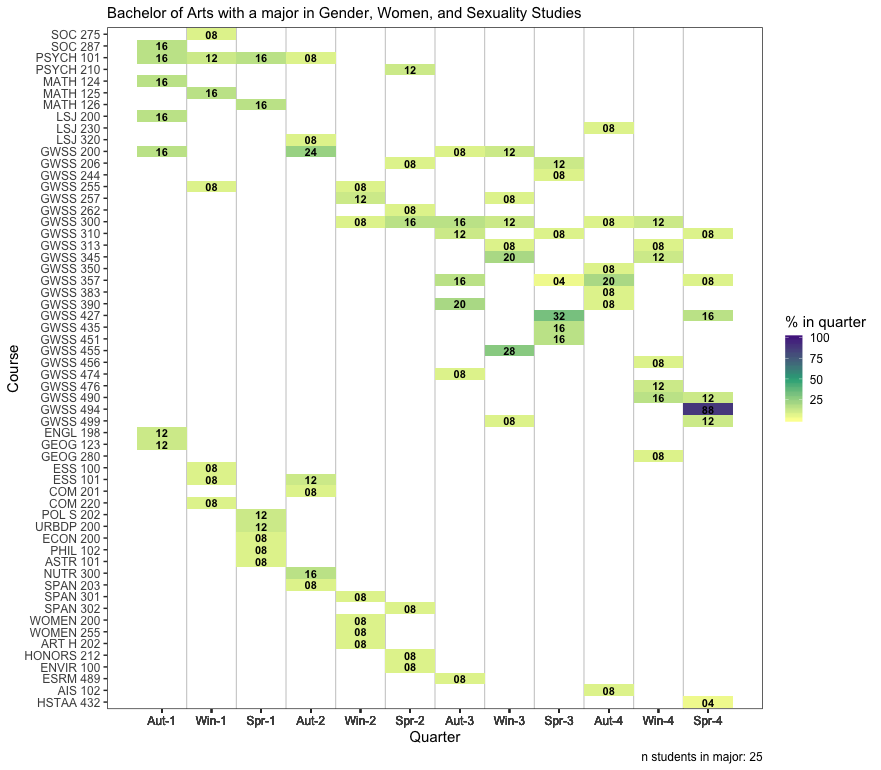 Bachelor of Arts with a major in Gender, Women, and Sexuality Studies
SOC 275 08
SOC 287 16
PSYCH 101 16 12 16 08
PSYCH 210 12
MATH 124 16
MATH 125 16
MATH 126 16
LSJ 200 16
LSJ 230 08
LSJ 320 08
GWSS 200 16 24 08 12
GWSS 206 08 12
GWSS 244 08
GWSS 255 08 08
GWSS 257 12 08
GWSS 262 08
GWSS 300 08 16 16 12 08 12
GWSS 310 12 08 08
GWSS 313 08 08
GWSS 345 20 12
GWSS 350 08
GWSS 357 16 04 20 08
GWSS 383 08
GWSS 390 20 08
GWSS 427 32 16
GWSS 435 16
GWSS 451 16
GWSS 455 28
GWSS 456 08
GWSS 474 08
GWSS 476 12
GWSS 490 16 12
GWSS 494 88
GWSS 499 08 12
ENGL 198 12
GEOG 123 12
GEOG 280 08
ESS 100 08
ESS 101 08 12
COM 201 08
COM 220 08
POL S 202 12
URBDP 200 12
ECON 200 08
PHIL 102 08
ASTR 101 08
NUTR 300 16
SPAN 203 08
SPAN 301 08
SPAN 302 08
WOMEN 200 08
WOMEN 255 08
ART H 202 08
HONORS 212 08
ENVIR 100 08
ESRM 489 08
AIS 102 08
HSTAA 432 04
Course
Aut-1 Win-1 Spr-1 Aut-2 Win-2 Spr-2 Aut-3 Win-3 Spr-3 Aut-4 Win-4 Spr-4
Quarter
% in quarter
100
75
50
25
n students in major: 25